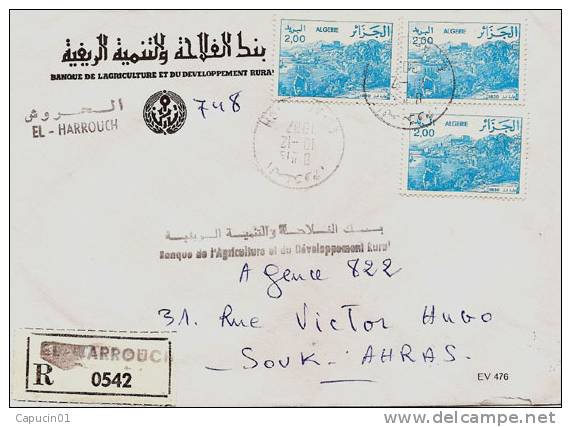 بنك الفلاحة والتنمية الريفية
BANQUE DE L'AGRICULTURE ET DU DEVELOPPEMENT RURAL
الحروش
EL - HARROUCH
748
الجزائر
البريد
ALGERIE
2,00
الجزائر
البريد
ALGERIE
2,00
الجزائر
البريد
ALGERIE
2,00
بنك الفلاحة والتنمية الريفية
Banque de l'Agriculture et du Développement Rural
Agence 822
31. Rue Victor Hugo
- SOUK-AHRAS.
EL-HARROUCH
R 0542
EV 476
Capucin01
delcampe.net